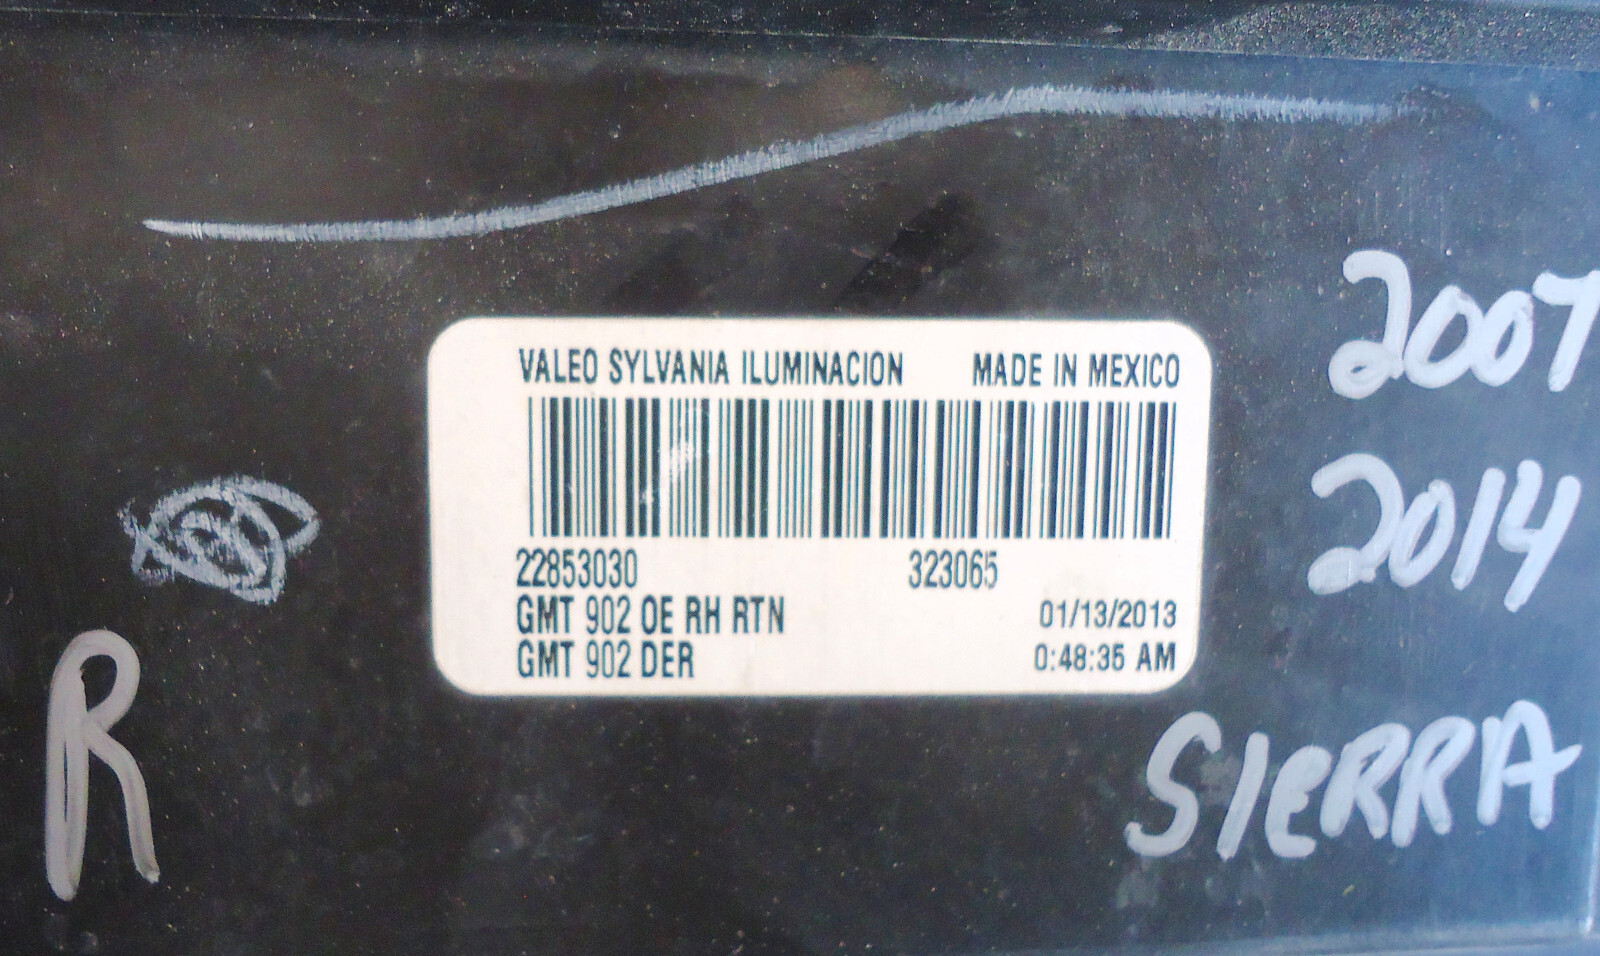 VALEO SYLVANIA ILUMINACION MADE IN MEXICO
22853030 323065
GMT 902 OE RH RTN 01/13/2013
GMT 902 DER 0:48:35 AM
2007
2014
R
SIERRA